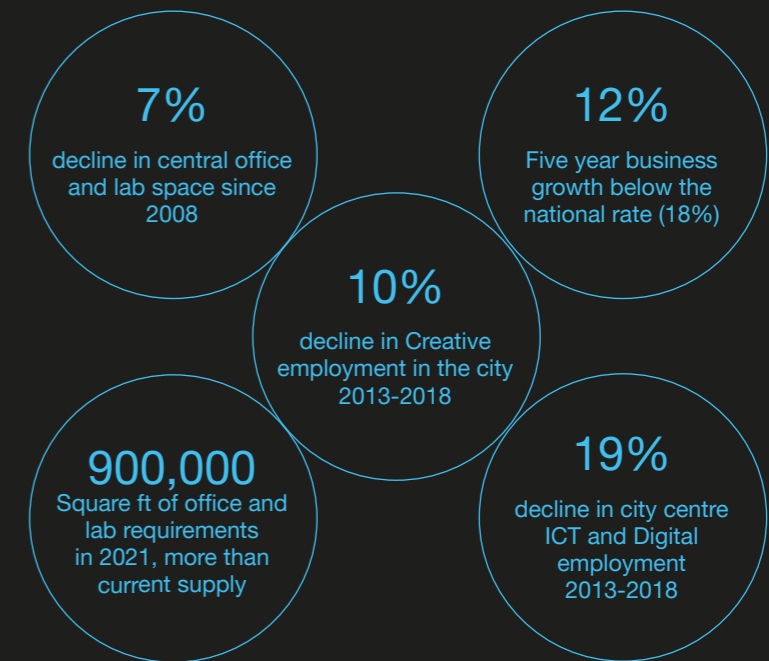 7%
decline in central office
and lab space since
2008
12%
Five year business
growth below the
national rate (18%)
10%
decline in Creative
employment in the city
2013-2018
900,000
Square ft of office and
lab requirements
in 2021, more than
current supply
19%
decline in city centre
ICT and Digital
employment
2013-2018